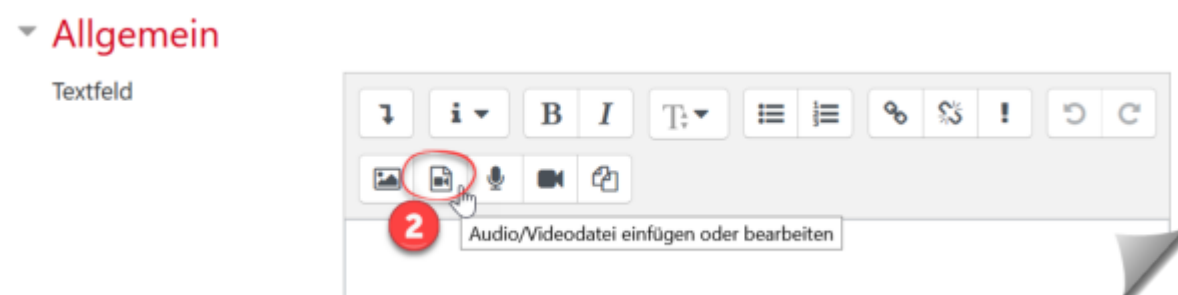 Allgemein
Textfeld
B I
2
Audio/Videodatei einfügen oder bearbeiten